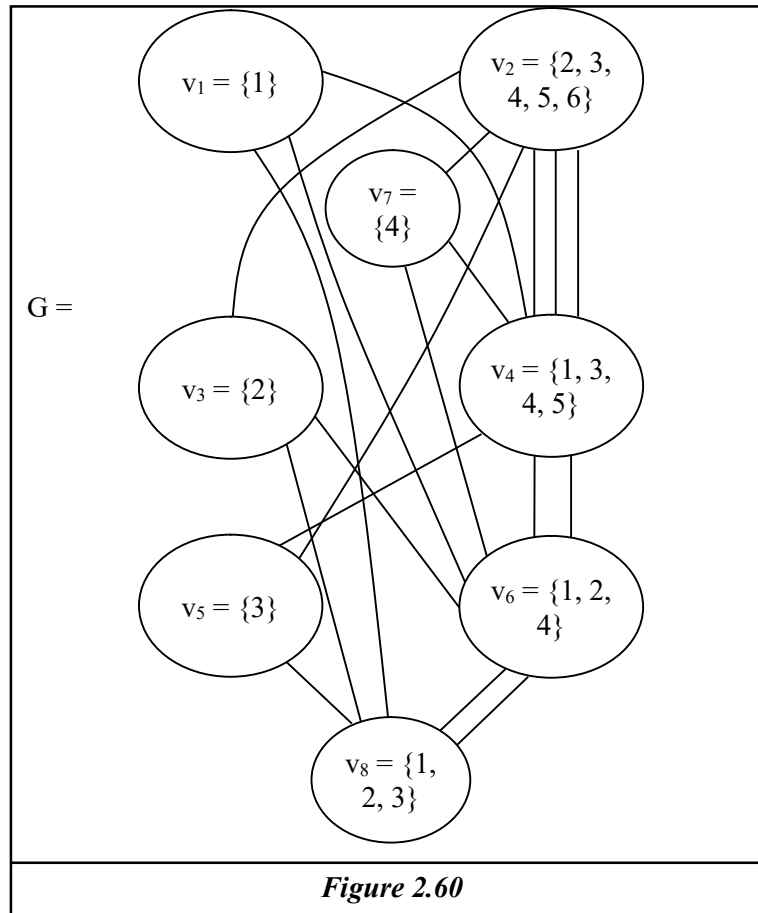 v₁ = {1}
v₂ = {2, 3,
4, 5, 6}
v₇ =
{4}
G =
v₃ = {2}
v₄ = {1, 3,
4, 5}
v₅ = {3}
v₆ = {1, 2,
4}
v₈ = {1,
2, 3}
Figure 2.60